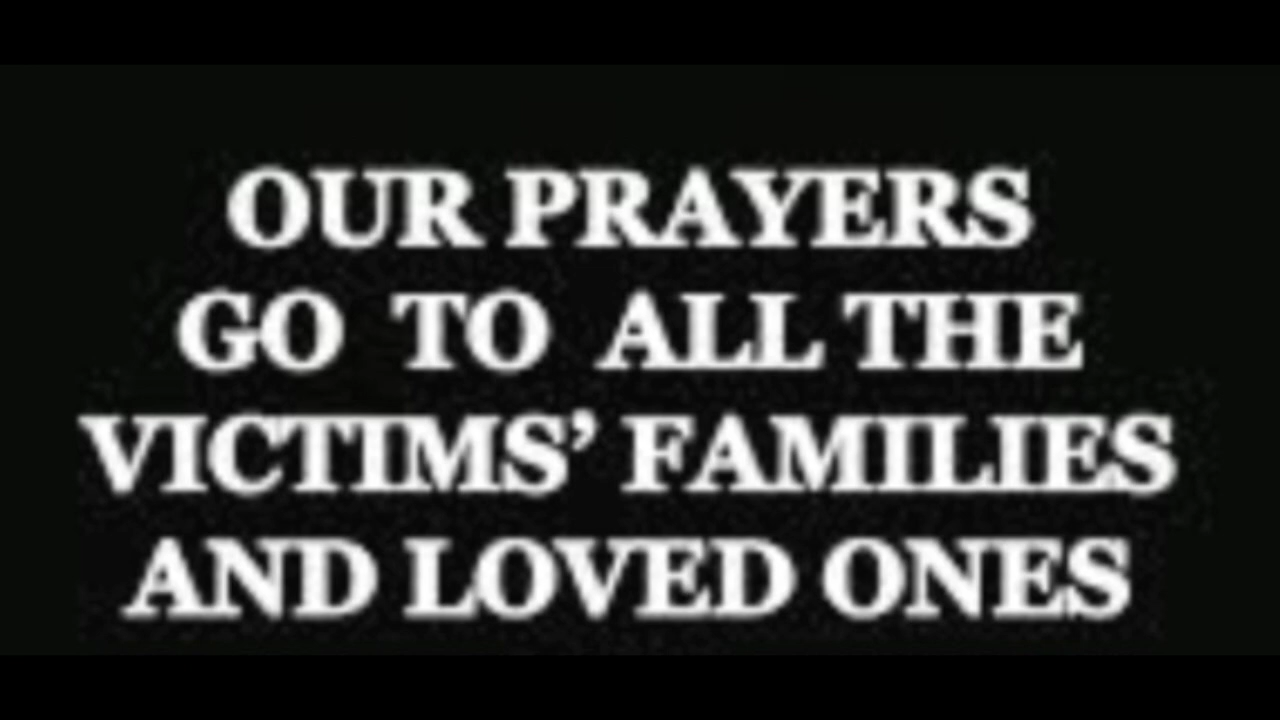 OUR PRAYERS
GO TO ALL THE
VICTIMS’ FAMILIES
AND LOVED ONES